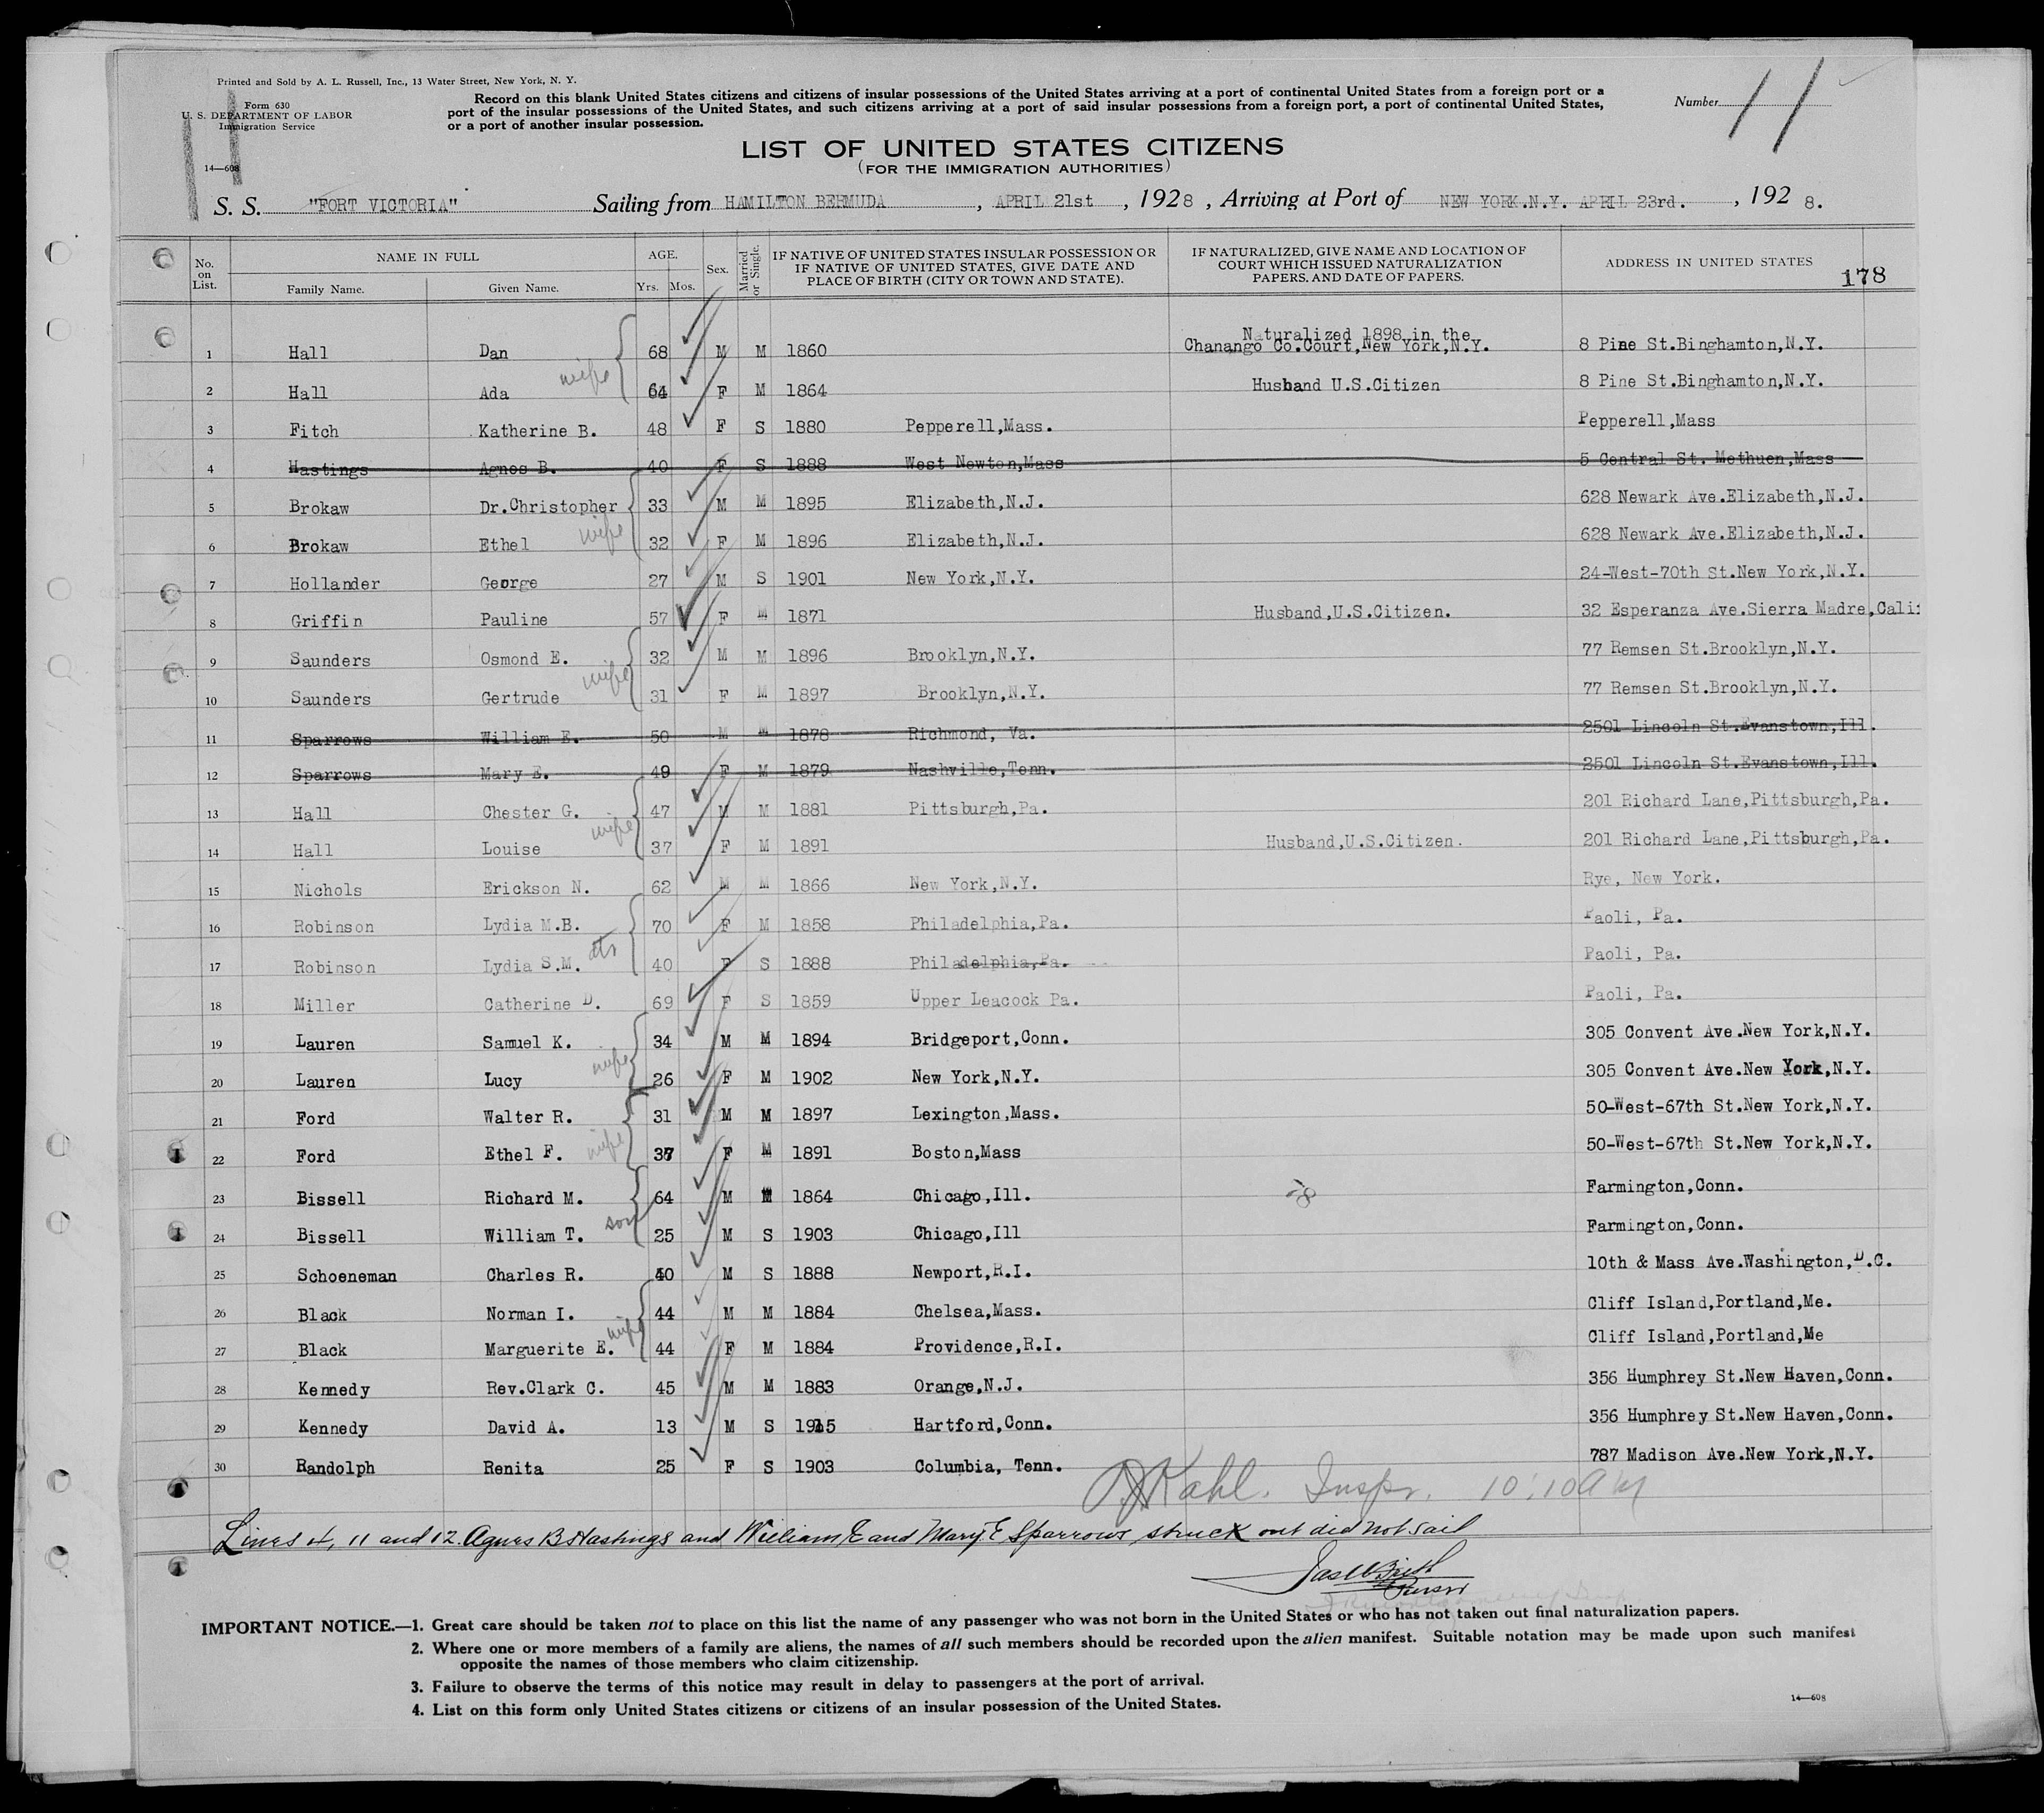 Printed and Sold by A. L. Russell, Inc., 13 Water Street, New York, N. Y.
Form 630
U. S. DEPARTMENT OF LABOR
Immigration Service
14—608
Record on this blank United States citizens and citizens of insular possessions of the United States arriving at a port of continental United States from a foreign port or a
port of the insular possessions of the United States, and such citizens arriving at a port of said insular possessions from a foreign port, a port of continental United States,
or a port of another insular possession.
Number 11
LIST OF UNITED STATES CITIZENS
(FOR THE IMMIGRATION AUTHORITIES)
S. S. "FORT VICTORIA" Sailing from HAMILTON BERMUDA, APRIL 21st, 1928, Arriving at Port of NEW YORK.N.Y. APRIL 23rd., 1928.
No. on List. NAME IN FULL Family Name. Given Name. AGE. Yrs. Mos. Sex. Married or Single. IF NATIVE OF UNITED STATES INSULAR POSSESSION OR IF NATIVE OF UNITED STATES, GIVE DATE AND PLACE OF BIRTH (CITY OR TOWN AND STATE). IF NATURALIZED, GIVE NAME AND LOCATION OF COURT WHICH ISSUED NATURALIZATION PAPERS, AND DATE OF PAPERS. ADDRESS IN UNITED STATES
178
Naturalized 1898 in the
1 Hall Dan 68 M M 1860 Chanango Co.Court,New York,N.Y. 8 Pine St.Binghamton,N.Y.
2 Hall Ada wife 64 F M 1864 Husband U.S.Citizen 8 Pine St.Binghamton,N.Y.
3 Fitch Katherine B. 48 F S 1880 Pepperell,Mass. Pepperell,Mass
4 Hastings Agnes B. 40 F S 1888 West Newton,Mass 5 Central St. Methuen,Mass
5 Brokaw Dr.Christopher 33 M M 1895 Elizabeth,N.J. 628 Newark Ave.Elizabeth,N.J.
6 Brokaw Ethel wife 32 F M 1896 Elizabeth,N.J. 628 Newark Ave.Elizabeth,N.J.
7 Hollander George 27 M S 1901 New York,N.Y. 24-West-70th St.New York,N.Y.
8 Griffin Pauline 57 F M 1871 Husband,U.S.Citizen. 32 Esperanza Ave.Sierra Madre,Cali
9 Saunders Osmond E. 32 M M 1896 Brooklyn,N.Y. 77 Remsen St.Brooklyn,N.Y.
10 Saunders Gertrude wife 31 F M 1897 Brooklyn,N.Y. 77 Remsen St.Brooklyn,N.Y.
11 Sparrows William E. 50 M M 1878 Richmond, Va. 2501 Lincoln St.Evanstown,Ill.
12 Sparrows Mary E. 49 F M 1879 Nashville,Tenn. 2501 Lincoln St.Evanstown,Ill.
13 Hall Chester G. 47 M M 1881 Pittsburgh,Pa. 201 Richard Lane,Pittsburgh,Pa.
14 Hall Louise wife 37 F M 1891 Husband,U.S.Citizen. 201 Richard Lane,Pittsburgh,Pa.
15 Nichols Erickson N. 62 M M 1866 New York,N.Y. Rye, New York.
16 Robinson Lydia M.B. 70 F M 1858 Philadelphia,Pa. Paoli, Pa.
17 Robinson Lydia S.M. dtr 40 F S 1888 Philadelphia,Pa. Paoli, Pa.
18 Miller Catherine D. 69 F S 1859 Upper Leacock Pa. Paoli, Pa.
19 Lauren Samuel K. 34 M M 1894 Bridgeport,Conn. 305 Convent Ave.New York,N.Y.
20 Lauren Lucy wife 26 F M 1902 New York,N.Y. 305 Convent Ave.New York,N.Y.
21 Ford Walter R. 31 M M 1897 Lexington,Mass. 50-West-67th St.New York,N.Y.
22 Ford Ethel F. wife 37 F M 1891 Boston,Mass 50-West-67th St.New York,N.Y.
23 Bissell Richard M. 64 M M 1864 Chicago,Ill. Farmington,Conn.
24 Bissell William T. son 25 M S 1903 Chicago,Ill Farmington,Conn.
25 Schoeneman Charles R. 40 M S 1888 Newport,R.I. 10th & Mass Ave.Washington,D.C.
26 Black Norman I. 44 M M 1884 Chelsea,Mass. Cliff Island,Portland,Me.
27 Black Marguerite E. wife 44 F M 1884 Providence,R.I. Cliff Island,Portland,Me
28 Kennedy Rev.Clark C. 45 M M 1883 Orange,N.J. 356 Humphrey St.New Haven,Conn.
29 Kennedy David A. 13 M S 1915 Hartford,Conn. 356 Humphrey St.New Haven,Conn.
30 Randolph Renita 25 F S 1903 Columbia, Tenn. 787 Madison Ave.New York,N.Y.
Kahl. Inspr. 10:10 AM
Lines 4, 11 and 12. Agnes B Hastings and William E and Mary E Sparrows struck out did not sail
Purser
IMPORTANT NOTICE.—1. Great care should be taken not to place on this list the name of any passenger who was not born in the United States or who has not taken out final naturalization papers.
2. Where one or more members of a family are aliens, the names of all such members should be recorded upon the alien manifest. Suitable notation may be made upon such manifest
opposite the names of those members who claim citizenship.
3. Failure to observe the terms of this notice may result in delay to passengers at the port of arrival.
4. List on this form only United States citizens or citizens of an insular possession of the United States.
14—608